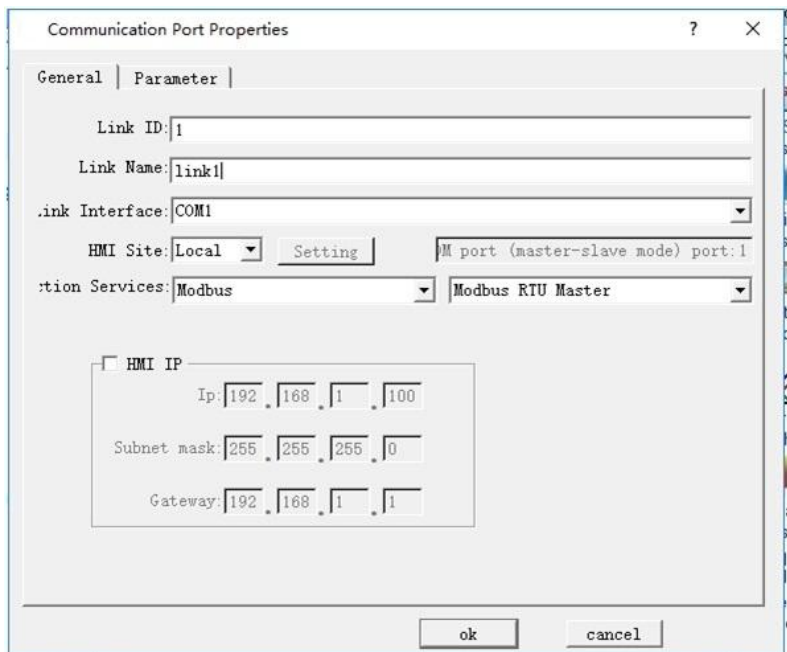 Communication Port Properties ? ×
General Parameter
Link ID: 1
Link Name: link1
.ink Interface: COM1
HMI Site: Local Setting M port (master-slave mode) port:1
:tion Services: Modbus Modbus RTU Master
HMI IP
Ip: 192 . 168 . 1 . 100
Subnet mask: 255 . 255 . 255 . 0
Gateway: 192 . 168 . 1 . 1
ok cancel